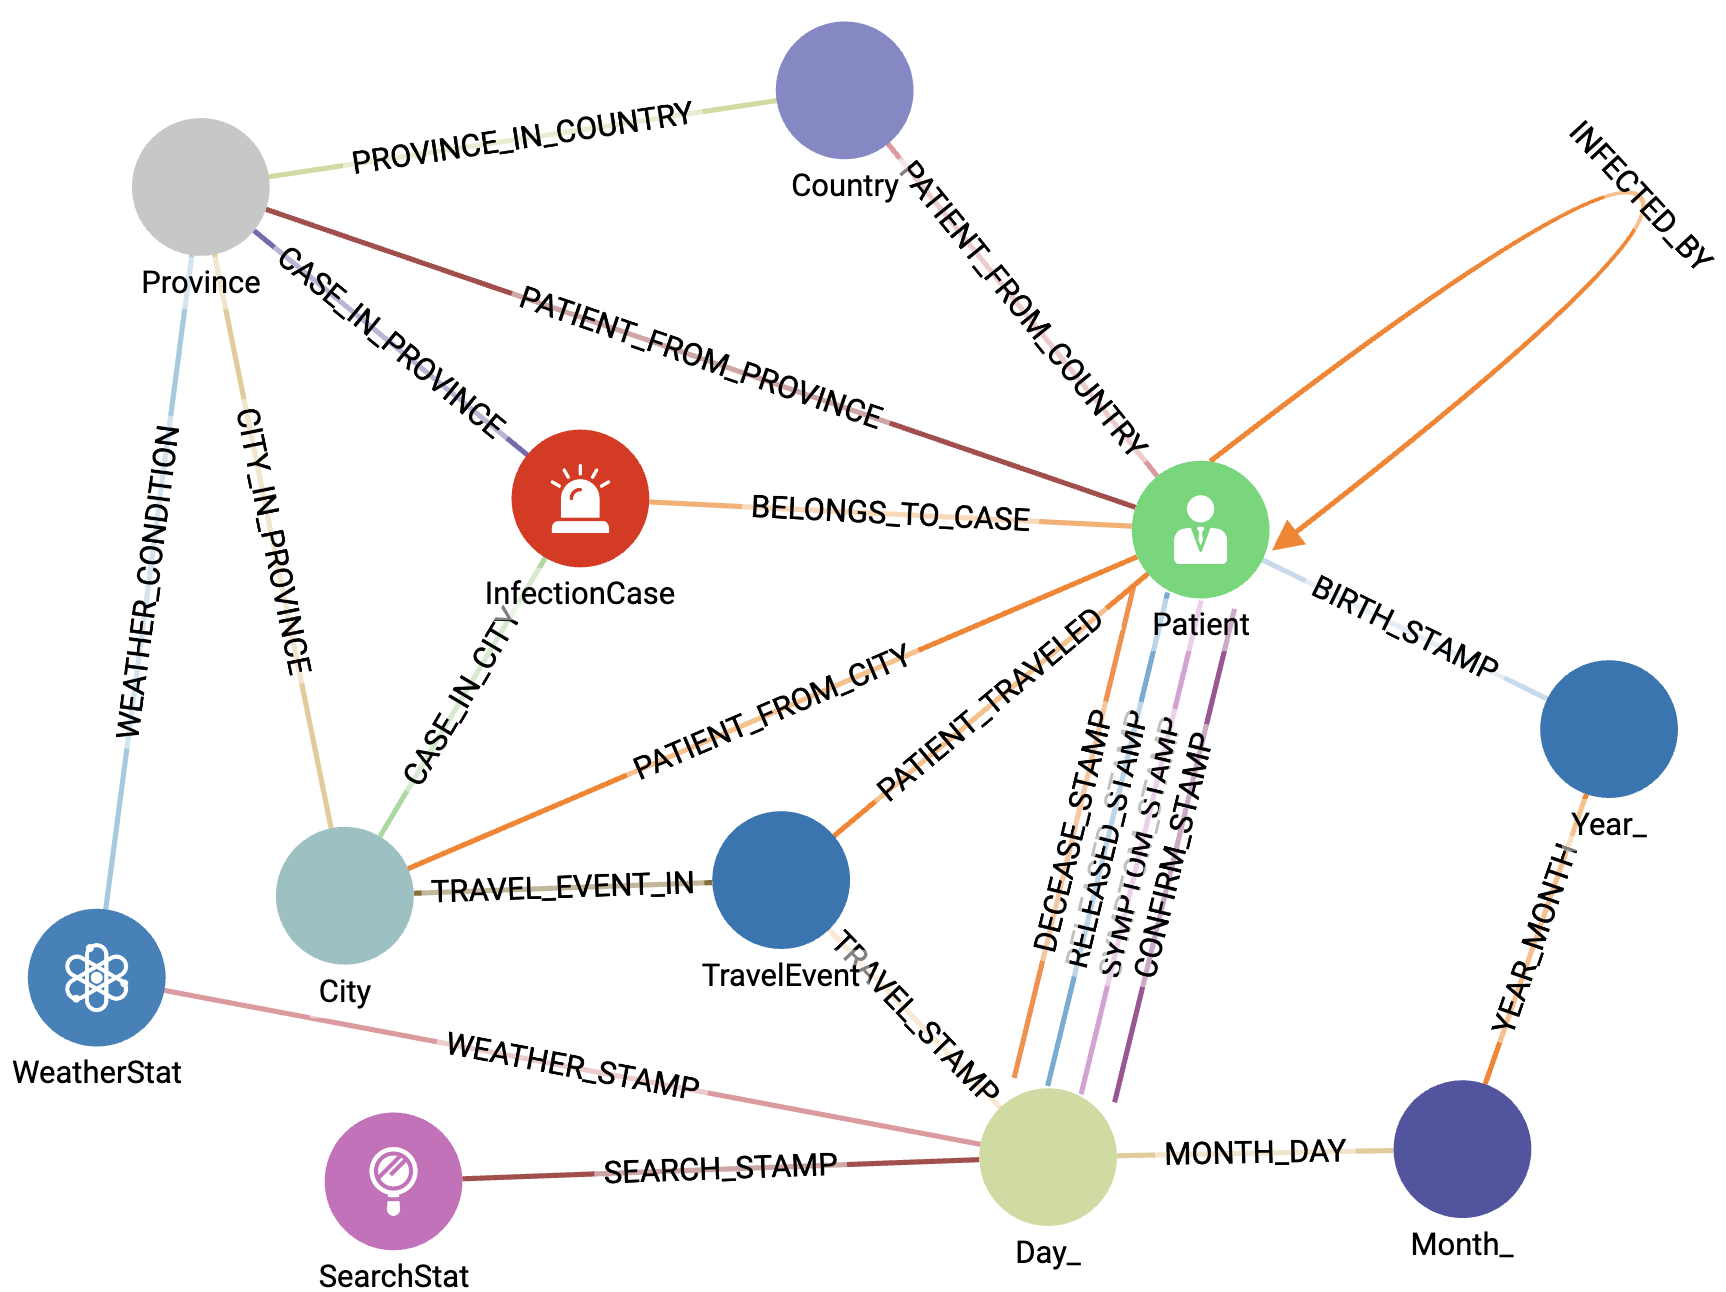 PROVINCE_IN_COUNTRY
Country
INFECTED_BY
PATIENT_FROM_COUNTRY
Province
CASE_IN_PROVINCE
PATIENT_FROM_PROVINCE
WEATHER_CONDITION
CITY_IN_PROVINCE
BELONGS_TO_CASE
InfectionCase
Patient
BIRTH_STAMP
CASE_IN_CITY
PATIENT_FROM_CITY
PATIENT_TRAVELED
DECEASE_STAMP
RELEASED_STAMP
SYMPTOM_STAMP
CONFIRM_STAMP
Year_
YEAR_MONTH
TRAVEL_EVENT_IN
TravelEvent
City
TRAVEL_STAMP
WeatherStat
WEATHER_STAMP
SEARCH_STAMP
MONTH_DAY
SearchStat
Day_
Month_